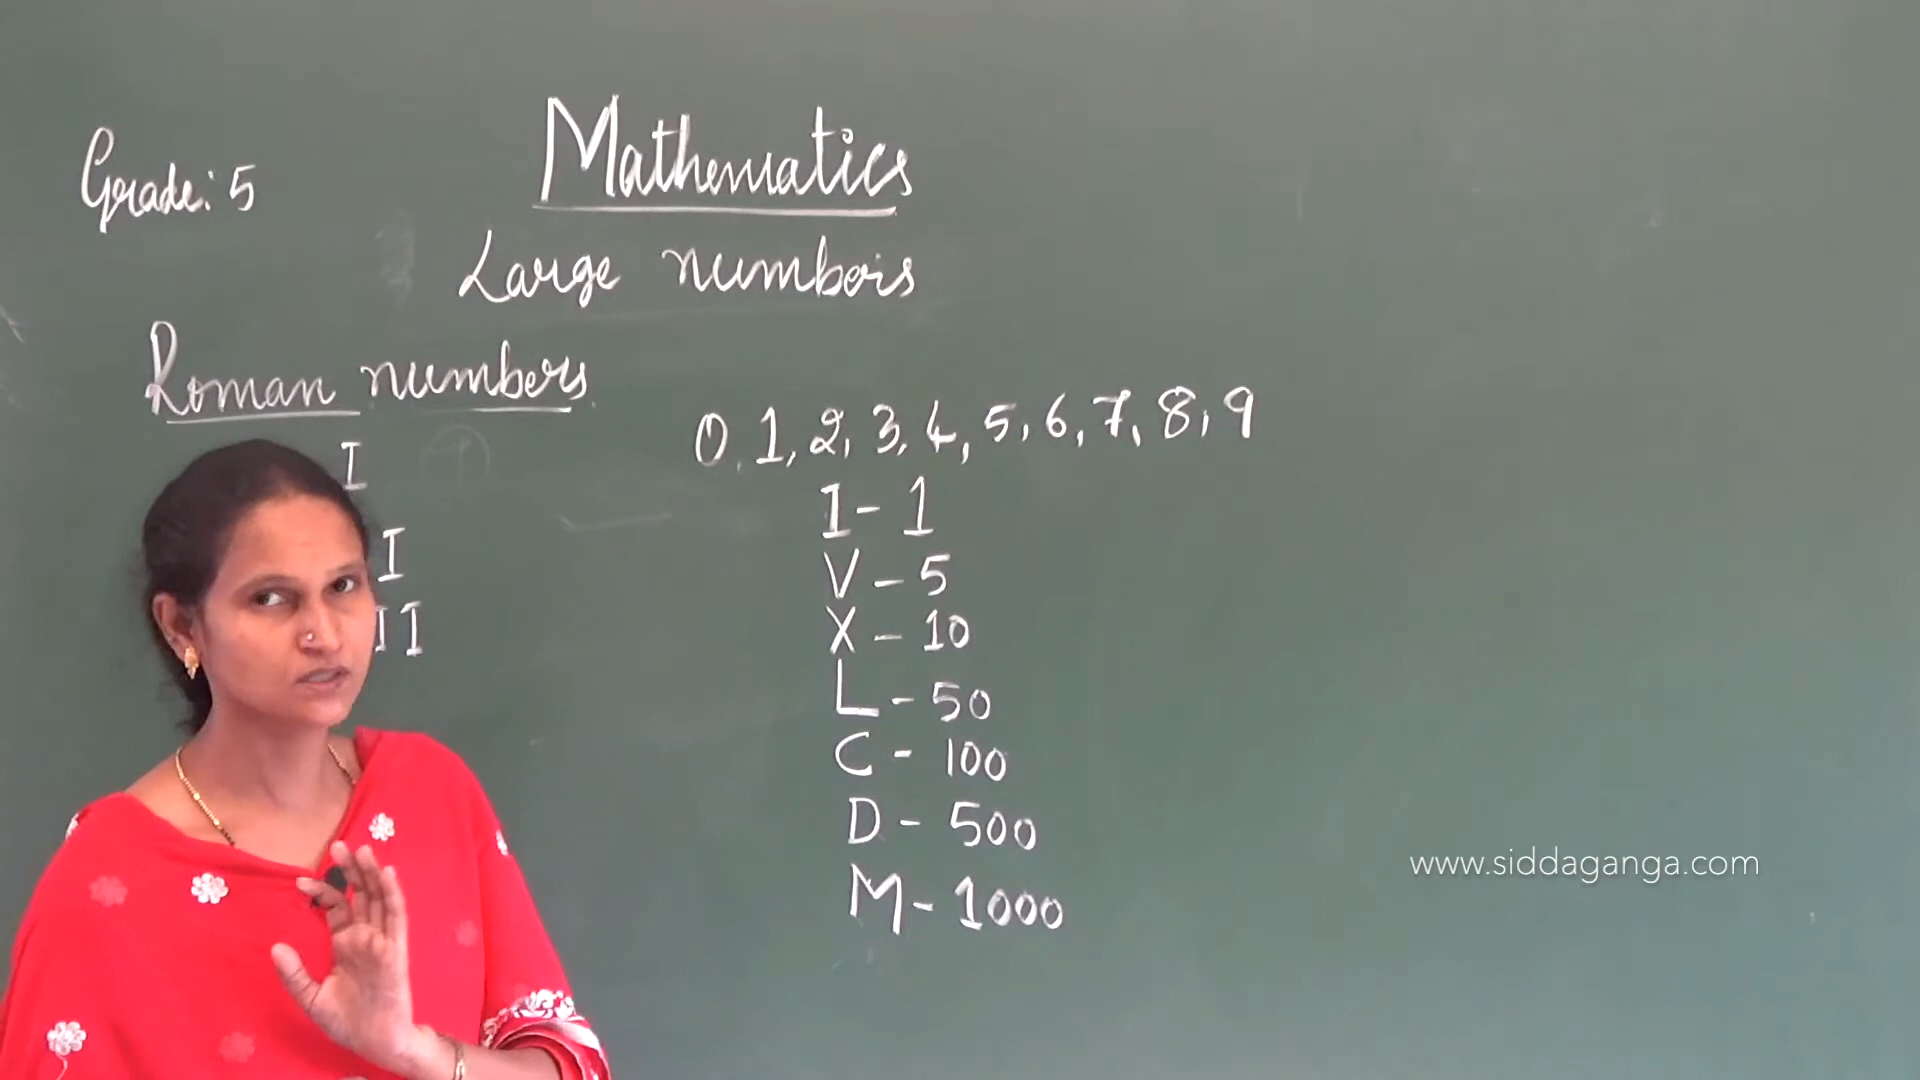 Grade: 5
Mathematics
Large numbers
Roman numbers
0, 1, 2, 3, 4, 5, 6, 7, 8, 9
I
I
II
I - 1
V - 5
X - 10
L - 50
C - 100
D - 500
M - 1000
www.siddaganga.com